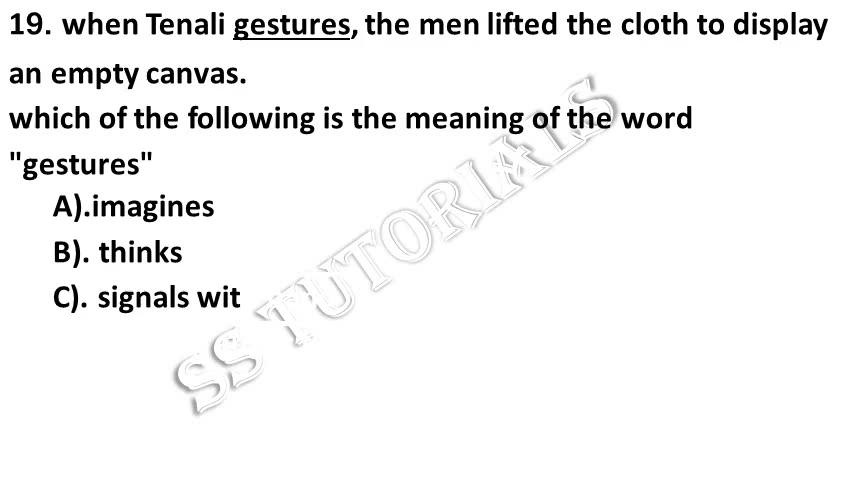 19. when Tenali gestures, the men lifted the cloth to display
an empty canvas.
which of the following is the meaning of the word
"gestures"
A).imagines
B). thinks
C). signals wit
SS TUTORIALS